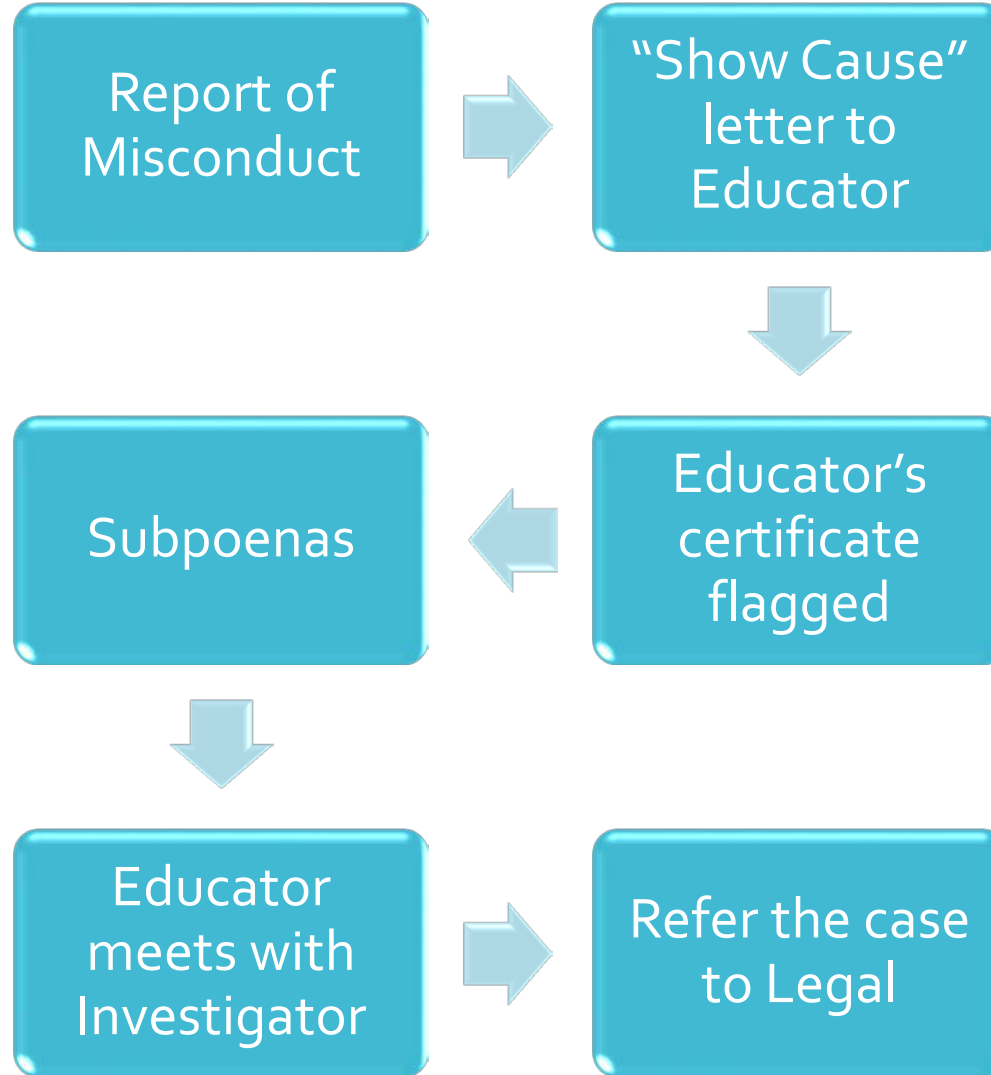 Report of
Misconduct
“Show Cause”
letter to
Educator
Educator’s
certificate
flagged
Subpoenas
Educator
meets with
Investigator
Refer the case
to Legal